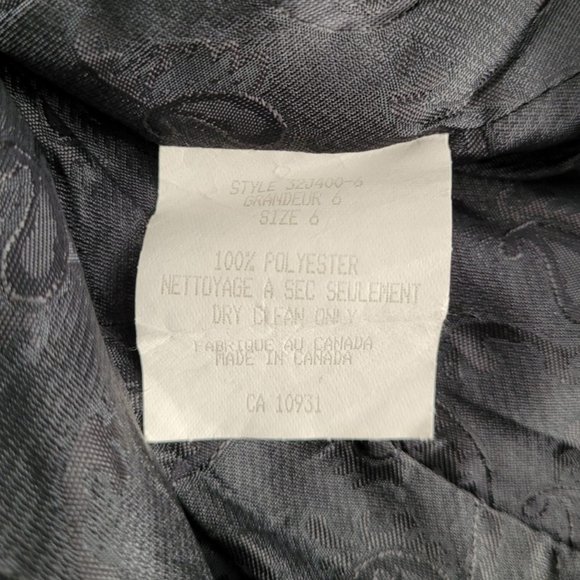 STYLE 32J400-6
GRANDEUR 6
SIZE 6
100% POLYESTER
NETTOYAGE A SEC SEULEMENT
DRY CLEAN ONLY
FABRIQUE AU CANADA
MADE IN CANADA
CA 10931